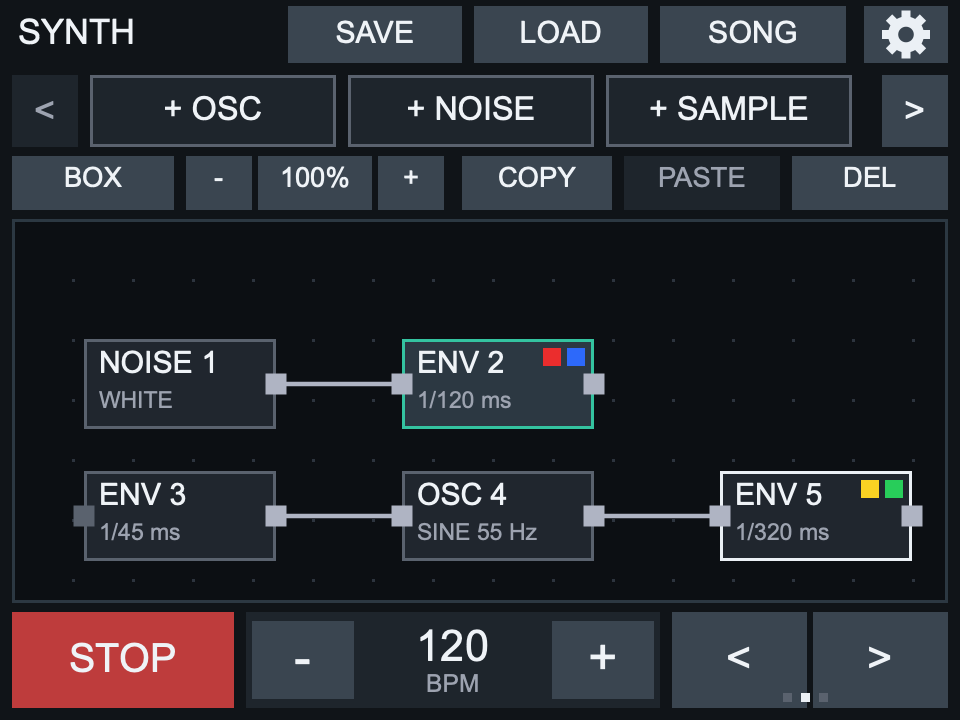 SYNTH SAVE LOAD SONG
< + OSC + NOISE + SAMPLE >
BOX - 100% + COPY PASTE DEL
NOISE 1 ENV 2
WHITE 1/120 ms
ENV 3 OSC 4 ENV 5
1/45 ms SINE 55 Hz 1/320 ms
STOP - 120 + < >
BPM